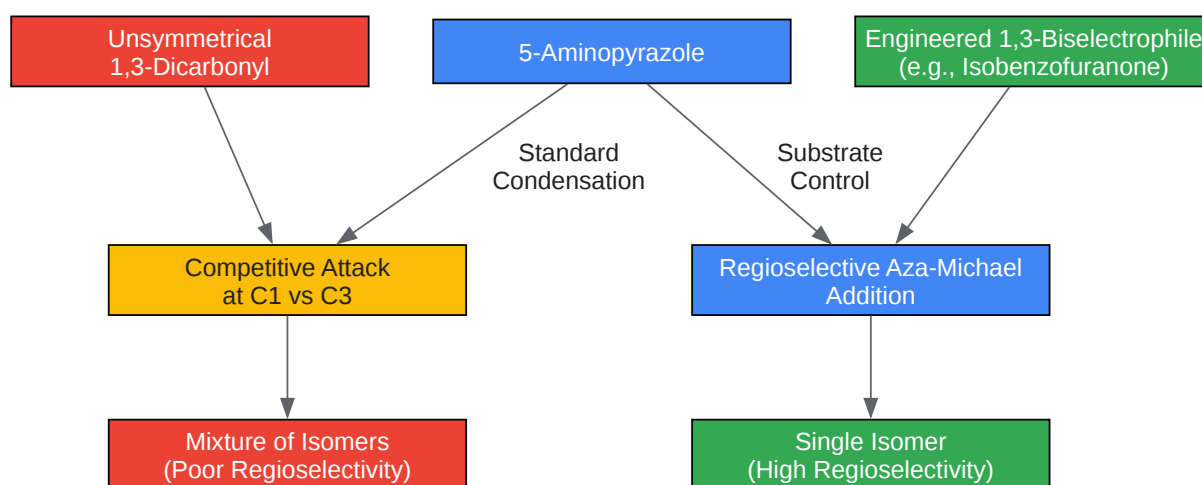 Unsymmetrical
1,3-Dicarbonyl
5-Aminopyrazole
Engineered 1,3-Biselectrophile
(e.g., Isobenzofuranone)
Standard
Condensation
Substrate
Control
Competitive Attack
at C1 vs C3
Regioselective Aza-Michael
Addition
Mixture of Isomers
(Poor Regioselectivity)
Single Isomer
(High Regioselectivity)